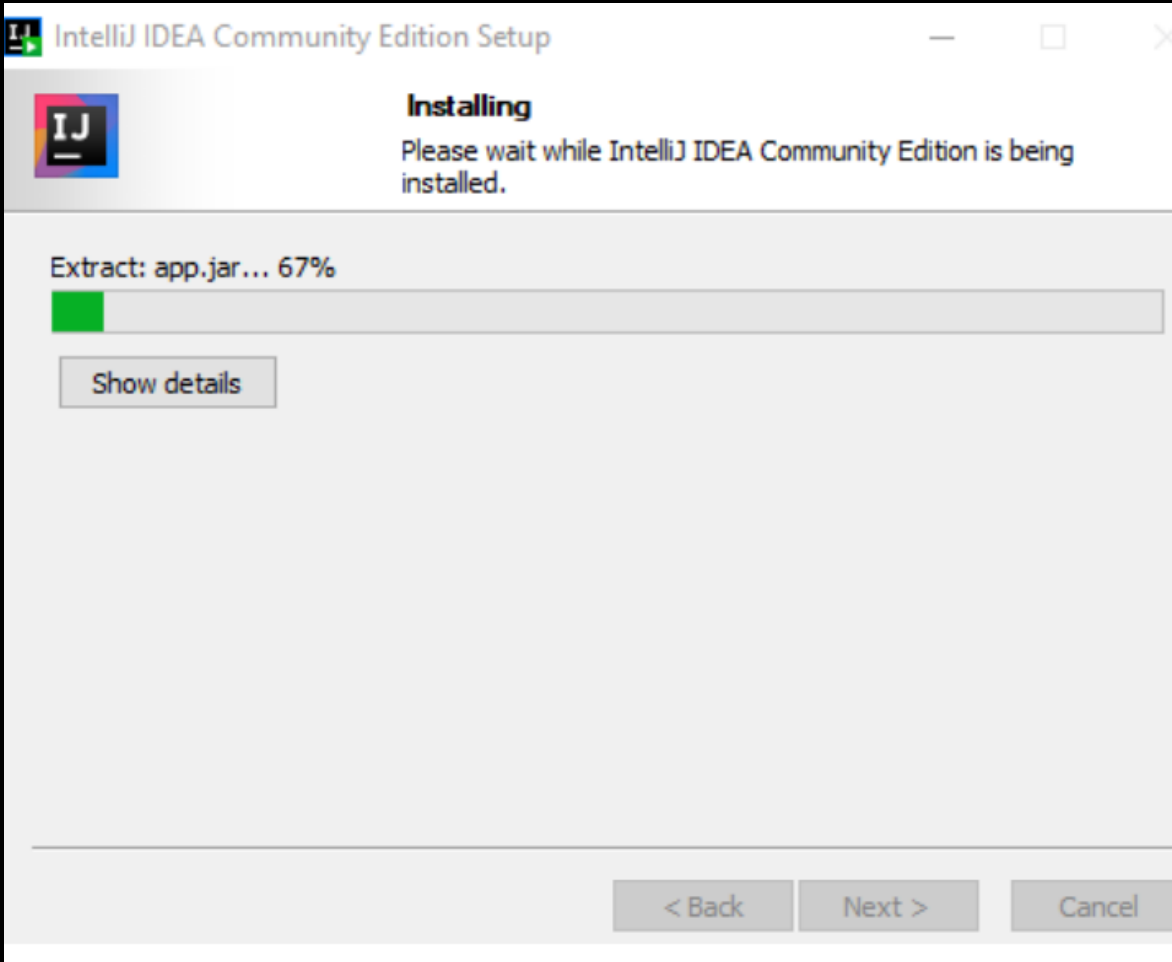 IntelliJ IDEA Community Edition Setup
IJ
Installing
Please wait while IntelliJ IDEA Community Edition is being
installed.
Extract: app.jar... 67%
Show details
< Back
Next >
Cancel